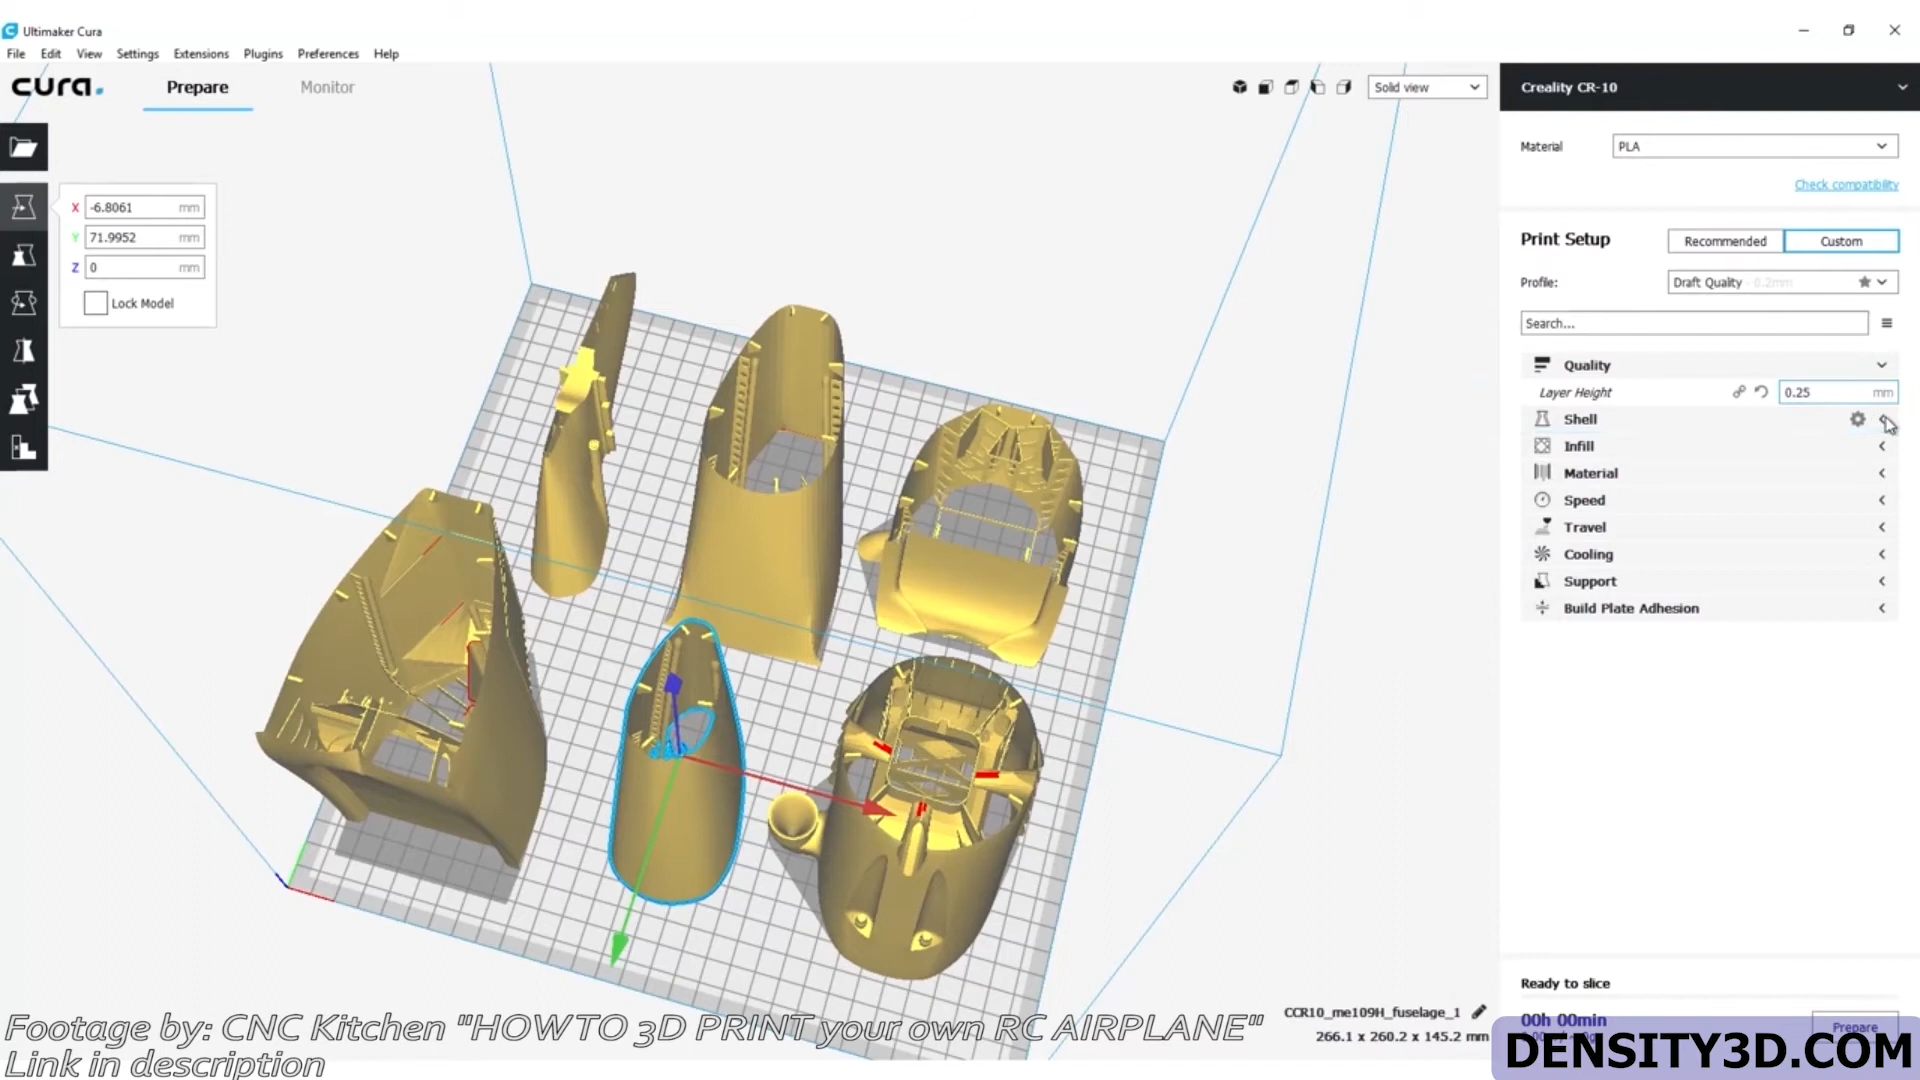 Ultimaker Cura
File Edit View Settings Extensions Plugins Preferences Help
cura. Prepare Monitor
Solid view
Creality CR-10
Material PLA
Check compatibility
X -6.8061 mm
Y 71.9952 mm
Z 0 mm
Lock Model
Print Setup Recommended Custom
Profile: Draft Quality - 0.2mm
Search...
Quality
Layer Height 0.25 mm
Shell
Infill
Material
Speed
Travel
Cooling
Support
Build Plate Adhesion
Ready to slice
00h 00min
Prepare
CCR10_me109H_fuselage_1
266.1 x 260.2 x 145.2 mm
Footage by: CNC Kitchen "HOW TO 3D PRINT your own RC AIRPLANE"
Link in description
DENSITY3D.COM